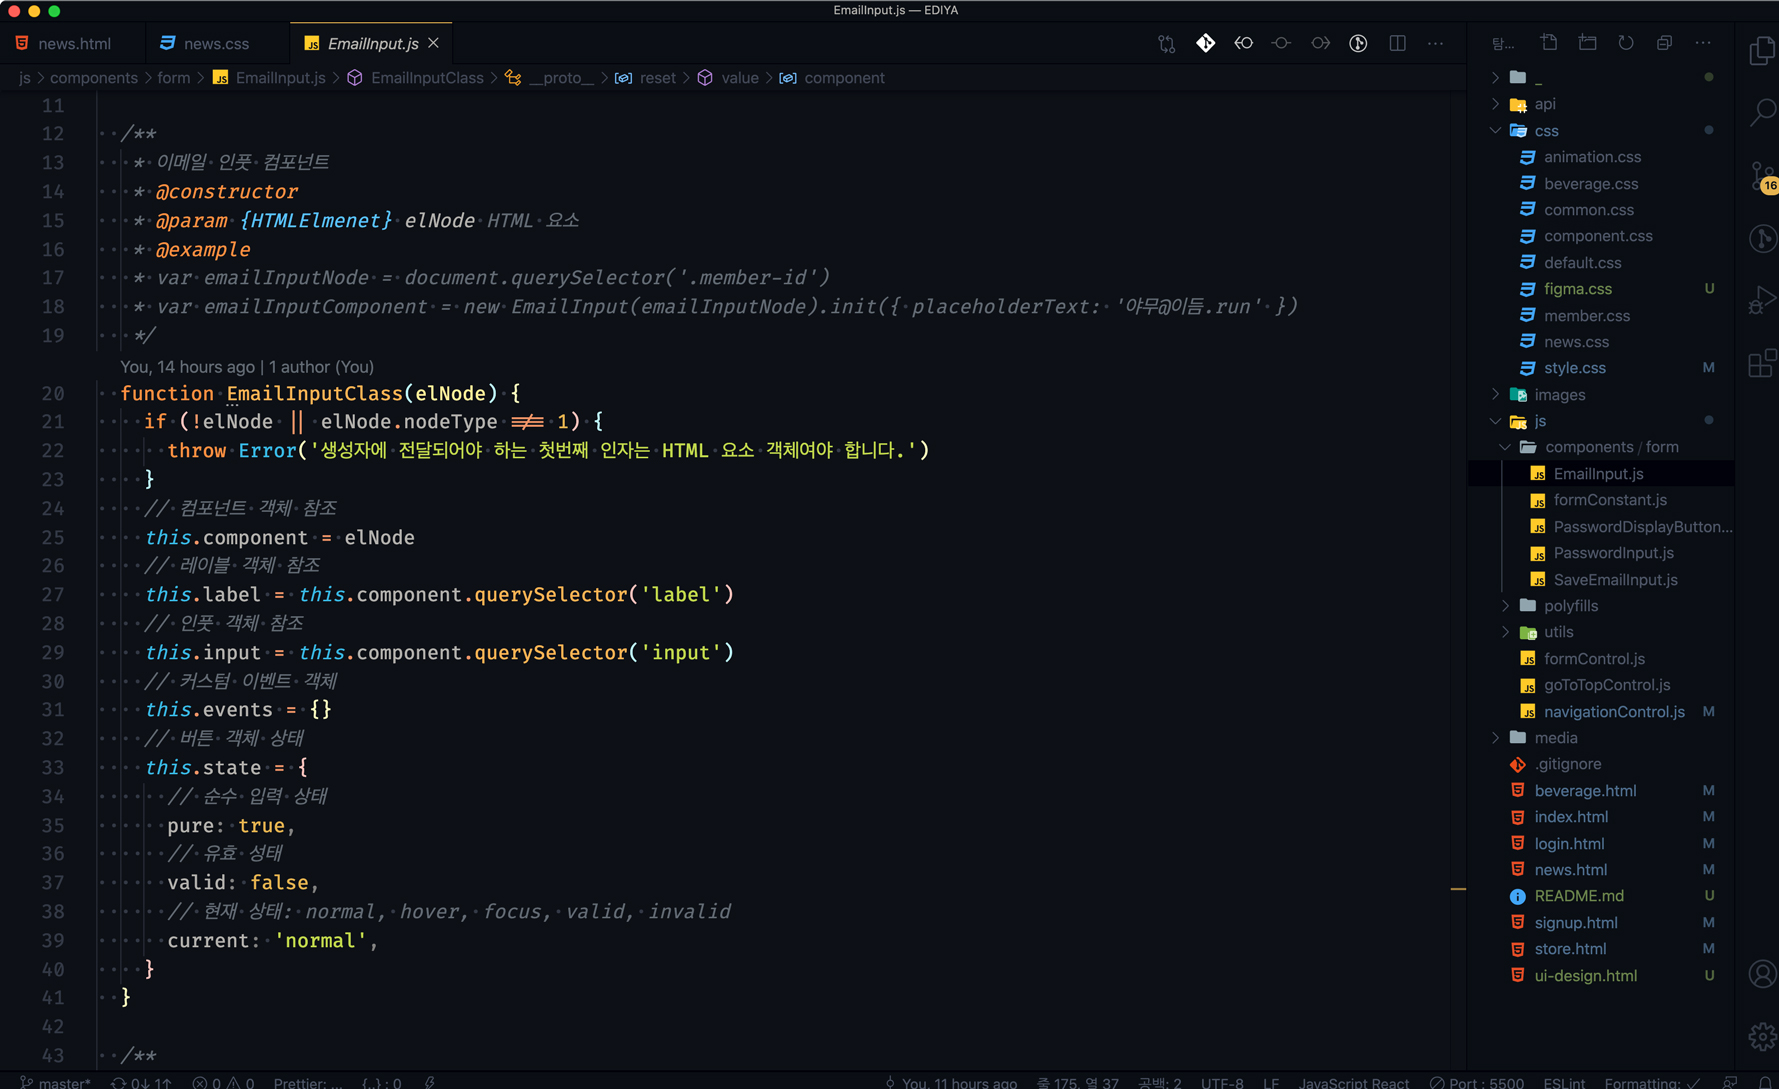 EmailInput.js — EDIYA
news.html
news.css
EmailInput.js
js > components > form > EmailInput.js > EmailInputClass > __proto__ > reset > value > component
11
12 /**
13 * 이메일 인풋 컴포넌트
14 * @constructor
15 * @param {HTMLElmenet} elNode HTML 요소
16 * @example
17 * var emailInputNode = document.querySelector('.member-id')
18 * var emailInputComponent = new EmailInput(emailInputNode).init({ placeholderText: '야무@이듬.run' })
19 */
You, 14 hours ago | 1 author (You)
20 function EmailInputClass(elNode) {
21 if (!elNode || elNode.nodeType !== 1) {
22 throw Error('생성자에 전달되어야 하는 첫번째 인자는 HTML 요소 객체여야 합니다.')
23 }
24 // 컴포넌트 객체 참조
25 this.component = elNode
26 // 레이블 객체 참조
27 this.label = this.component.querySelector('label')
28 // 인풋 객체 참조
29 this.input = this.component.querySelector('input')
30 // 커스텀 이벤트 객체
31 this.events = {}
32 // 버튼 객체 상태
33 this.state = {
34 // 순수 입력 상태
35 pure: true,
36 // 유효 성태
37 valid: false,
38 // 현재 상태: normal, hover, focus, valid, invalid
39 current: 'normal',
40 }
41 }
42
43 /**
탐...
_
api
css
animation.css
beverage.css
common.css
component.css
default.css
figma.css U
member.css
news.css
style.css M
images
js
components / form
EmailInput.js
formConstant.js
PasswordDisplayButton...
PasswordInput.js
SaveEmailInput.js
polyfills
utils
formControl.js
goToTopControl.js
navigationControl.js M
media
.gitignore
beverage.html M
index.html M
login.html M
news.html M
README.md U
signup.html M
store.html M
ui-design.html U
16
master* 0↓ 1↑ 0 0 Prettier: ... {..} : 0 You, 11 hours ago 줄 175, 열 37 공백: 2 UTF-8 LF JavaScript React Port : 5500 ESLint Formatting: ✓